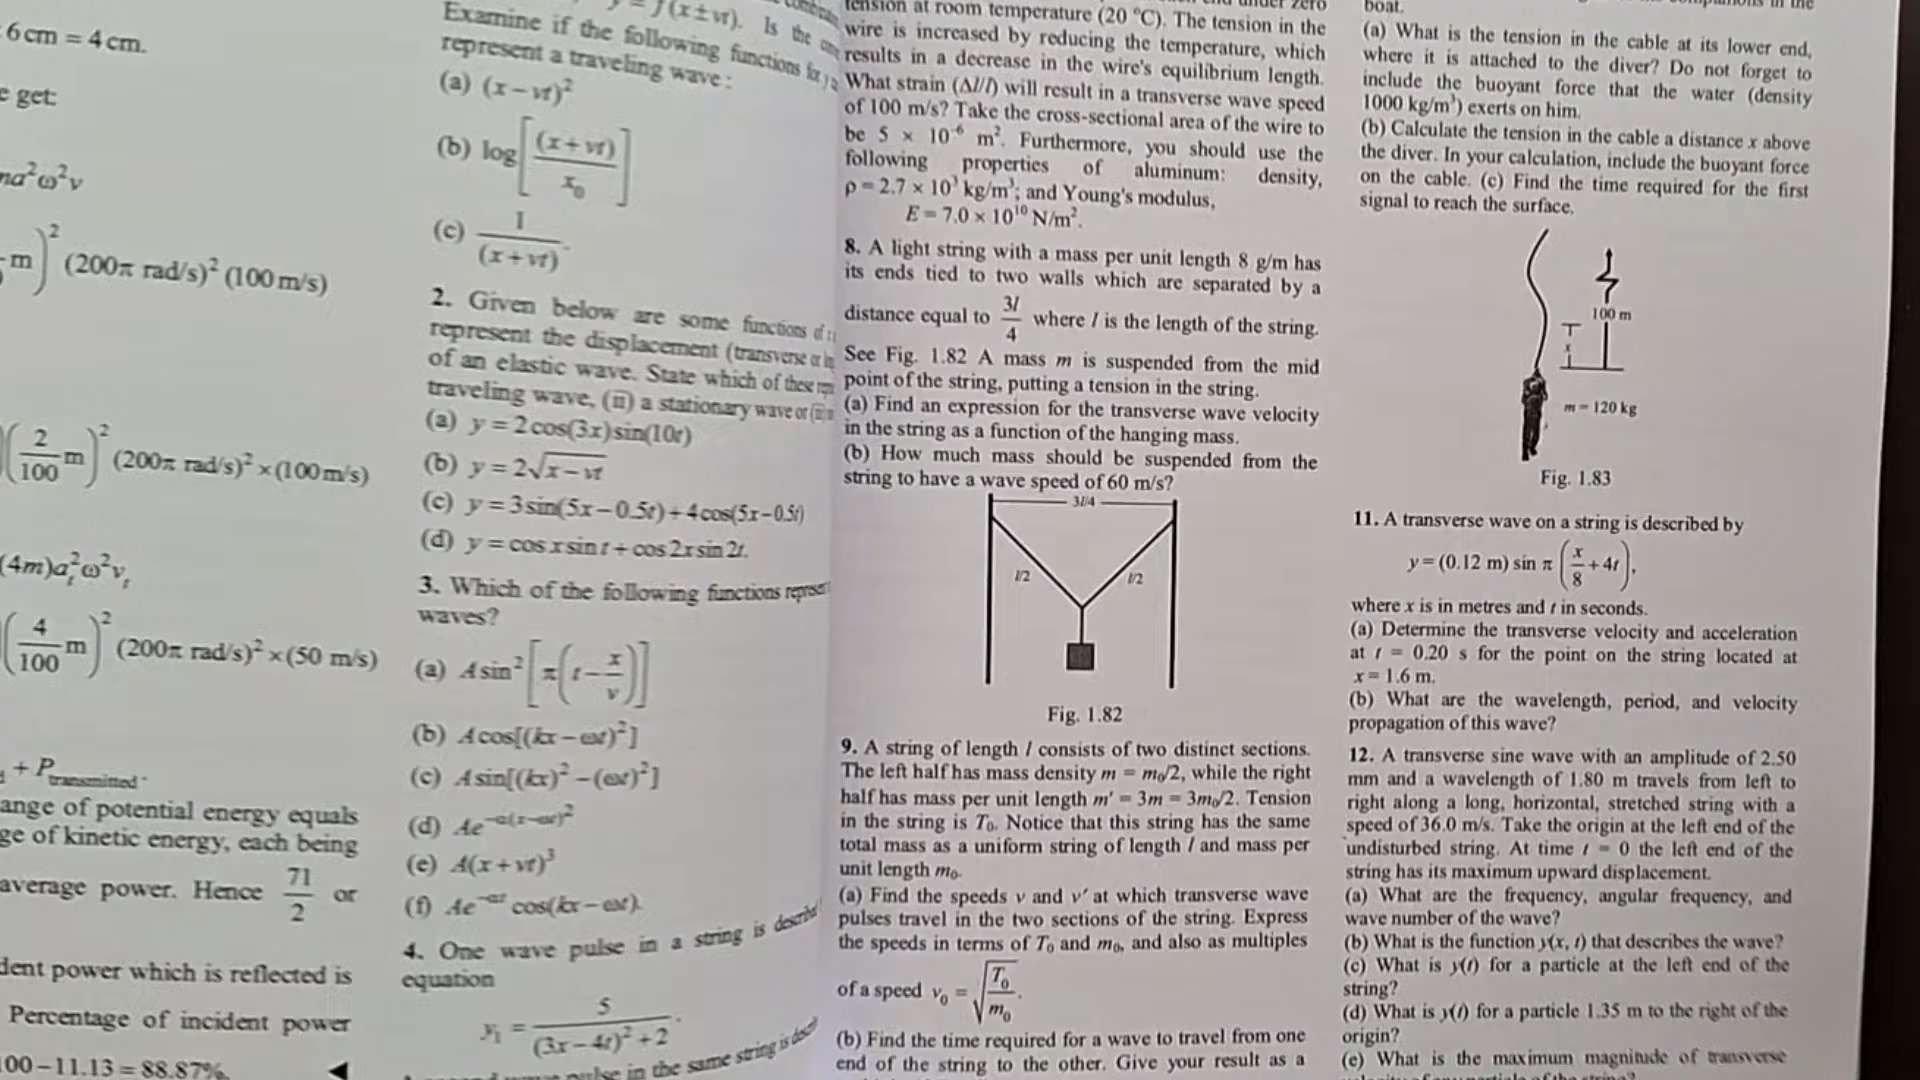 6 cm = 4 cm.
get:
a²ω²v
m)² (200π rad/s)² (100 m/s)
(2/100 m)² (200π rad/s)² × (100 m/s)
(4m)aₜ²ω²vₜ
(4/100 m)² (200π rad/s)² × (50 m/s)
+ P transmitted.
ange of potential energy equals
ge of kinetic energy, each being
average power. Hence 71/2 or
dent power which is reflected is
Percentage of incident power
100 – 11.13 = 88.87%. ◄
(x ± vt). Is the
Examine if the following functions for y
represent a traveling wave :
(a) (x – vt)²
(b) log[(x + vt)/x₀]
(c) 1/(x + vt).
2. Given below are some functions of
represent the displacement (transverse or
of an elastic wave. State which of these
traveling wave, (ii) a stationary wave or
(a) y = 2 cos(3x) sin(10t)
(b) y = 2√(x – vt)
(c) y = 3 sin(5x – 0.5t) + 4 cos(5x – 0.5t)
(d) y = cos x sin t + cos 2x sin 2t.
3. Which of the following functions
waves?
(a) A sin²[π(t – x/v)]
(b) A cos[(kx – ωt)²]
(c) A sin[(kx)² – (ωt)²]
(e) A(x + vt)³
4. One wave pulse in a string is
equation
y₁ = 5/((3x – 4t)² + 2).
in the same string is
tension at room temperature (20 °C). The tension in the
wire is increased by reducing the temperature, which
results in a decrease in the wire's equilibrium length.
What strain (Δl/l) will result in a transverse wave speed
of 100 m/s? Take the cross-sectional area of the wire to
be 5 × 10⁻⁶ m². Furthermore, you should use the
following properties of aluminum: density,
ρ = 2.7 × 10³ kg/m³; and Young's modulus,
E = 7.0 × 10¹⁰ N/m².
8. A light string with a mass per unit length 8 g/m has
its ends tied to two walls which are separated by a
distance equal to 3l/4 where l is the length of the string.
See Fig. 1.82 A mass m is suspended from the mid
point of the string, putting a tension in the string.
(a) Find an expression for the transverse wave velocity
in the string as a function of the hanging mass.
(b) How much mass should be suspended from the
string to have a wave speed of 60 m/s?
3l/4
l/2 l/2
Fig. 1.82
9. A string of length l consists of two distinct sections.
The left half has mass density m = m₀/2, while the right
half has mass per unit length m' = 3m = 3m₀/2. Tension
in the string is T₀. Notice that this string has the same
total mass as a uniform string of length l and mass per
unit length m₀.
(a) Find the speeds v and v' at which transverse wave
pulses travel in the two sections of the string. Express
the speeds in terms of T₀ and m₀, and also as multiples
of a speed v₀ = √(T₀/m₀).
(b) Find the time required for a wave to travel from one
end of the string to the other. Give your result as a
boat.
(a) What is the tension in the cable at its lower end,
where it is attached to the diver? Do not forget to
include the buoyant force that the water (density
1000 kg/m³) exerts on him.
(b) Calculate the tension in the cable a distance x above
the diver. In your calculation, include the buoyant force
on the cable. (c) Find the time required for the first
signal to reach the surface.
100 m
x
m = 120 kg
Fig. 1.83
11. A transverse wave on a string is described by
y = (0.12 m) sin π (x/8 + 4t),
where x is in metres and t in seconds.
(a) Determine the transverse velocity and acceleration
at t = 0.20 s for the point on the string located at
x = 1.6 m.
(b) What are the wavelength, period, and velocity
propagation of this wave?
12. A transverse sine wave with an amplitude of 2.50
mm and a wavelength of 1.80 m travels from left to
right along a long, horizontal, stretched string with a
speed of 36.0 m/s. Take the origin at the left end of the
undisturbed string. At time t = 0 the left end of the
string has its maximum upward displacement.
(a) What are the frequency, angular frequency, and
wave number of the wave?
(b) What is the function y(x, t) that describes the wave?
(c) What is y(t) for a particle at the left end of the
string?
(d) What is y(t) for a particle 1.35 m to the right of the
origin?
(e) What is the maximum magnitude of transverse